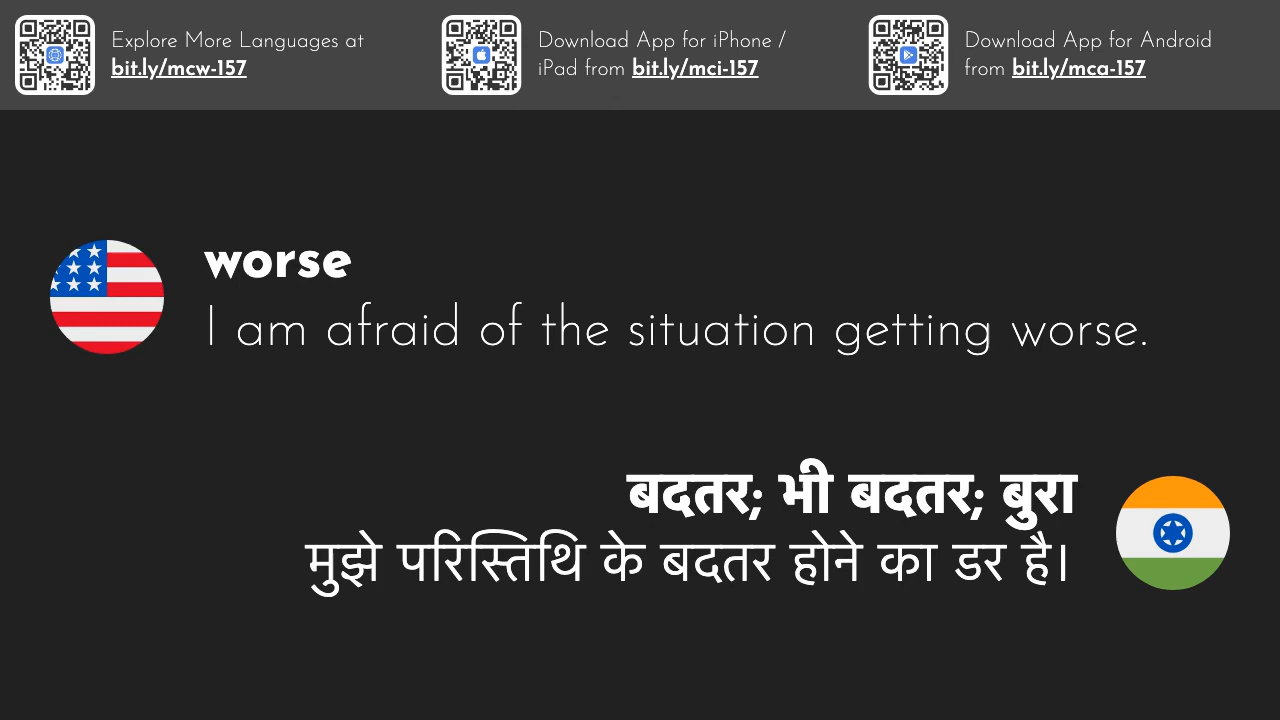 Explore More Languages at
bit.ly/mcw-157
Download App for iPhone /
iPad from bit.ly/mci-157
Download App for Android
from bit.ly/mca-157
worse
I am afraid of the situation getting worse.
बदतर; भी बदतर; बुरा
मुझे परिस्तिथि के बदतर होने का डर है।